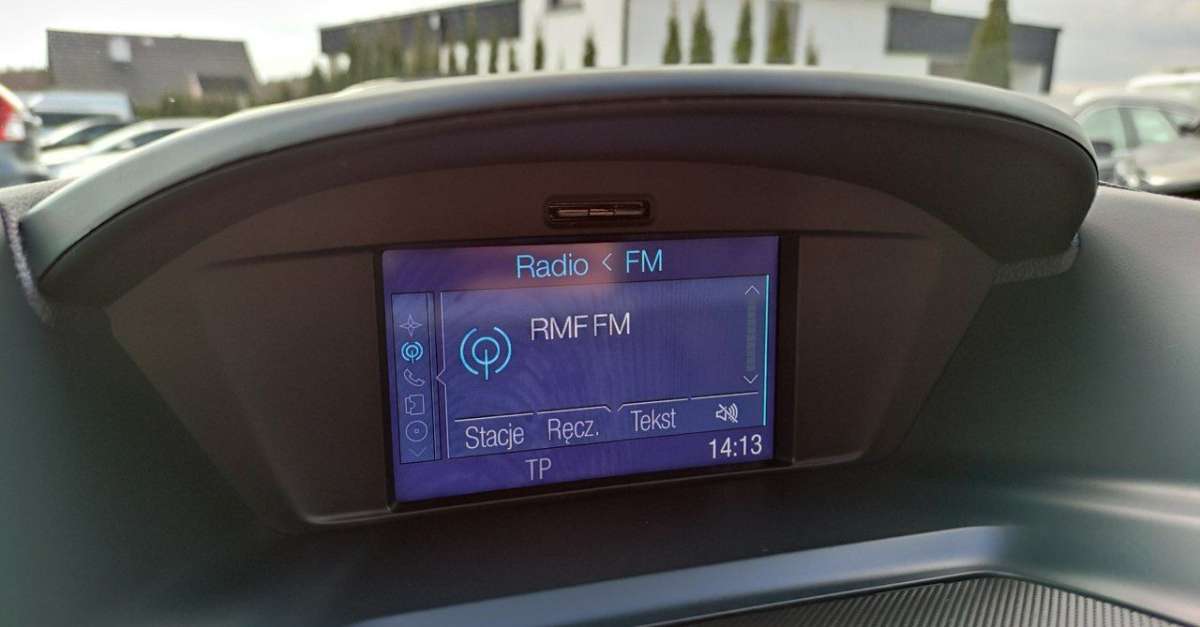 Radio < FM
RMF FM
Stacje Ręcz. Tekst
14:13
TP